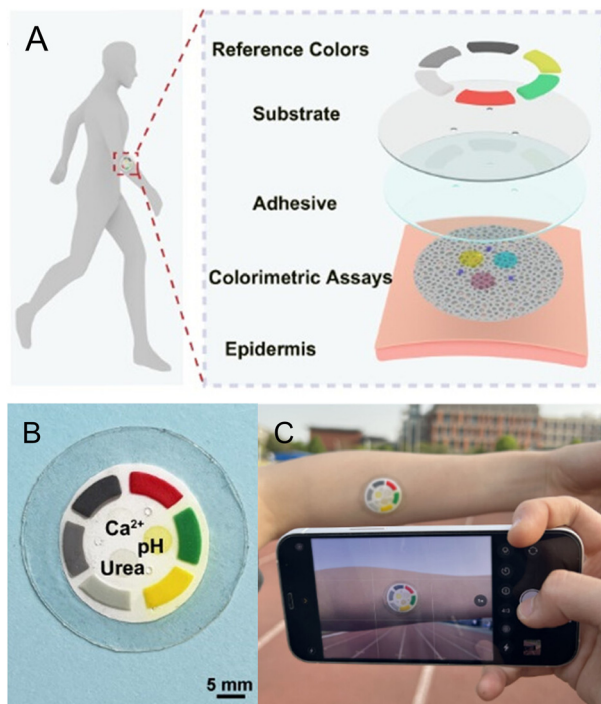 A
Reference Colors
Substrate
Adhesive
Colorimetric Assays
Epidermis
B
Ca²⁺
pH
Urea
5 mm
C